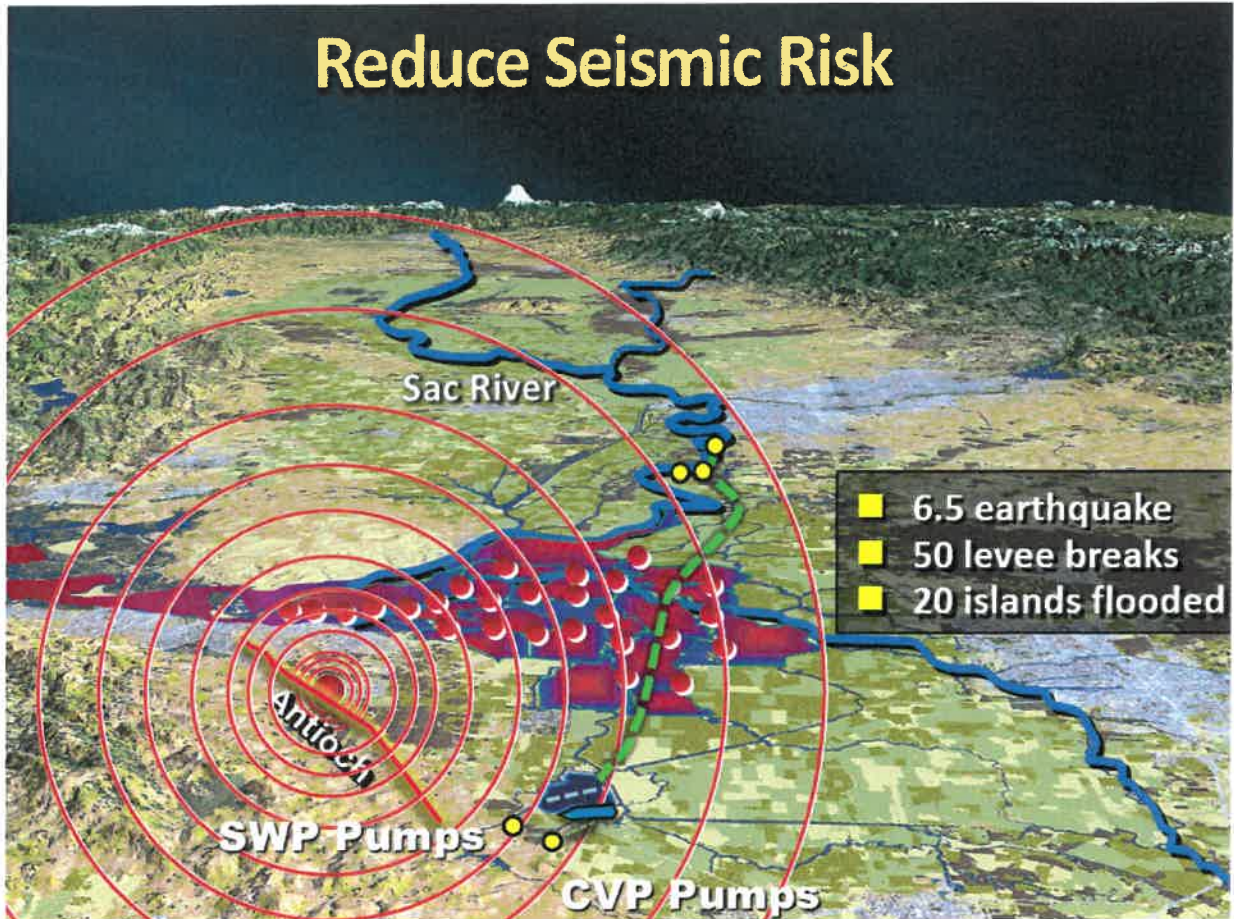 Reduce Seismic Risk
Sac River
6.5 earthquake
50 levee breaks
20 islands flooded
Antioch
SWP Pumps
CVP Pumps